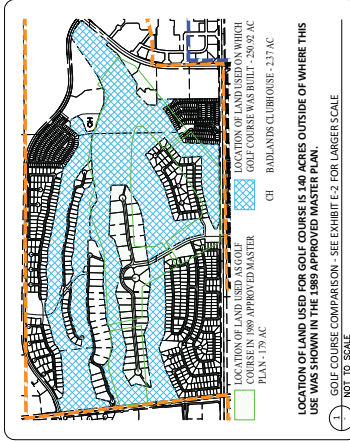 CH
LOCATION OF LAND USED AS GOLF
COURSE IN 1989 APPROVED MASTER
PLAN - 179 AC
LOCATION OF LAND USED ON WHICH
GOLF COURSE WAS BUILT - 250.92 AC
CH BADLANDS CLUBHOUSE - 2.37 AC
LOCATION OF LAND USED FOR GOLF COURSE IS 140 ACRES OUTSIDE OF WHERE THIS
USE WAS SHOWN IN THE 1989 APPROVED MASTER PLAN.
1 GOLF COURSE COMPARISON - SEE EXHIBIT E-2 FOR LARGER SCALE
NOT TO SCALE